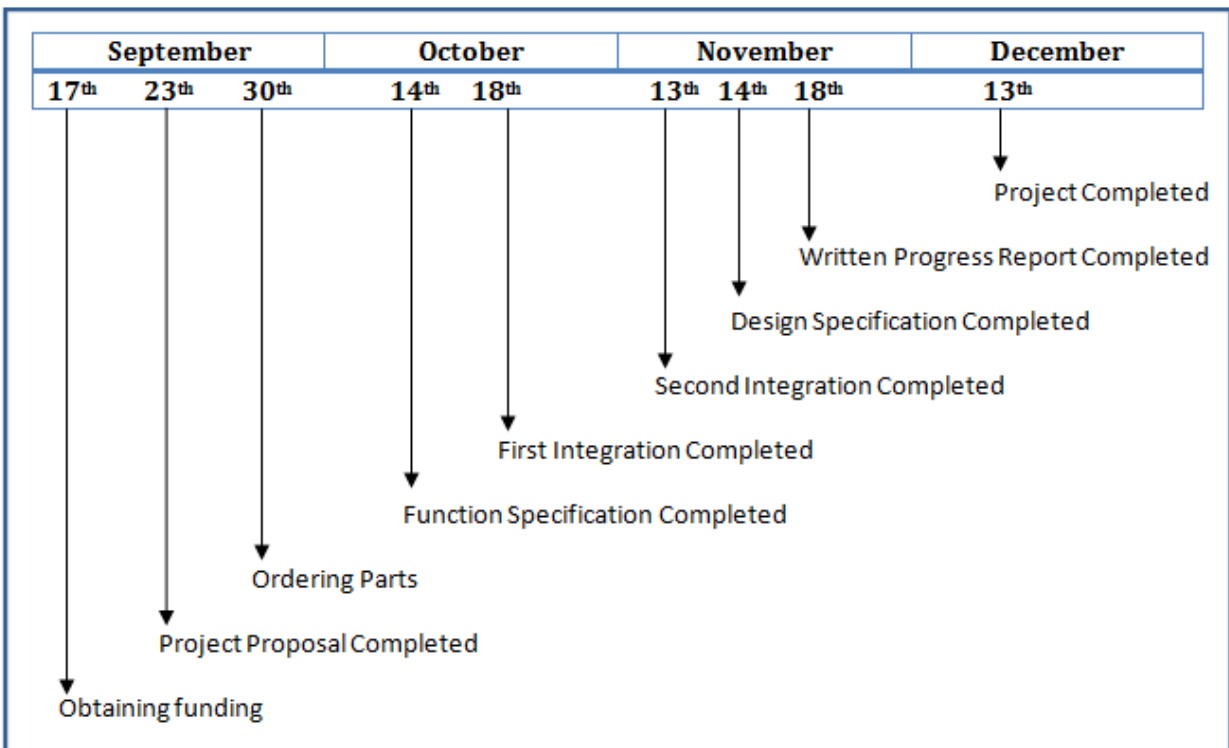 September October November December
17th 23th 30th 14th 18th 13th 14th 18th 13th
Project Completed
Written Progress Report Completed
Design Specification Completed
Second Integration Completed
First Integration Completed
Function Specification Completed
Ordering Parts
Project Proposal Completed
Obtaining funding